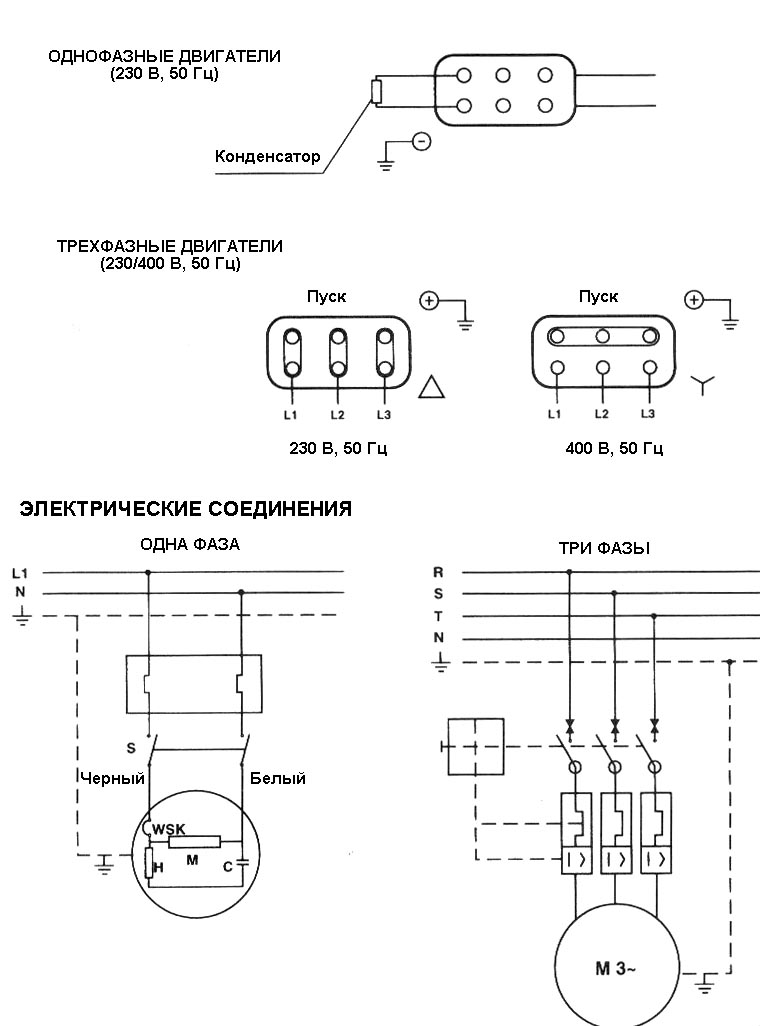 ОДНОФАЗНЫЕ ДВИГАТЕЛИ
(230 В, 50 Гц)
Конденсатор
ТРЕХФАЗНЫЕ ДВИГАТЕЛИ
(230/400 В, 50 Гц)
Пуск
Пуск
L1 L2 L3
L1 L2 L3
230 В, 50 Гц
400 В, 50 Гц
ЭЛЕКТРИЧЕСКИЕ СОЕДИНЕНИЯ
ОДНА ФАЗА
L1
N
S
Черный
Белый
WSK
M
H
C
ТРИ ФАЗЫ
R
S
T
N
I > I > I >
M 3~